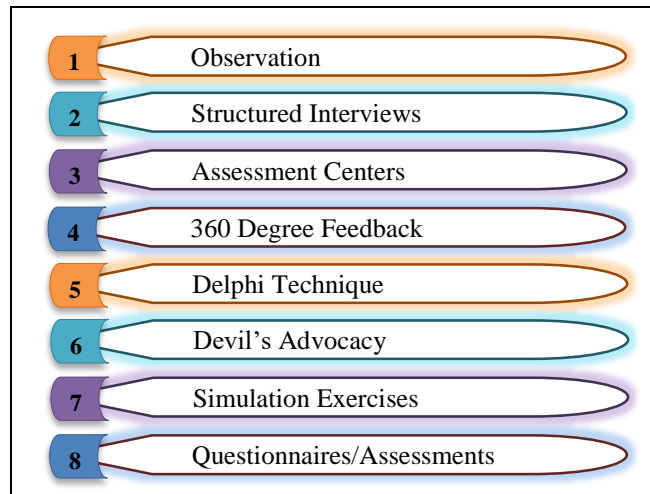 1 Observation
2 Structured Interviews
3 Assessment Centers
4 360 Degree Feedback
5 Delphi Technique
6 Devil’s Advocacy
7 Simulation Exercises
8 Questionnaires/Assessments